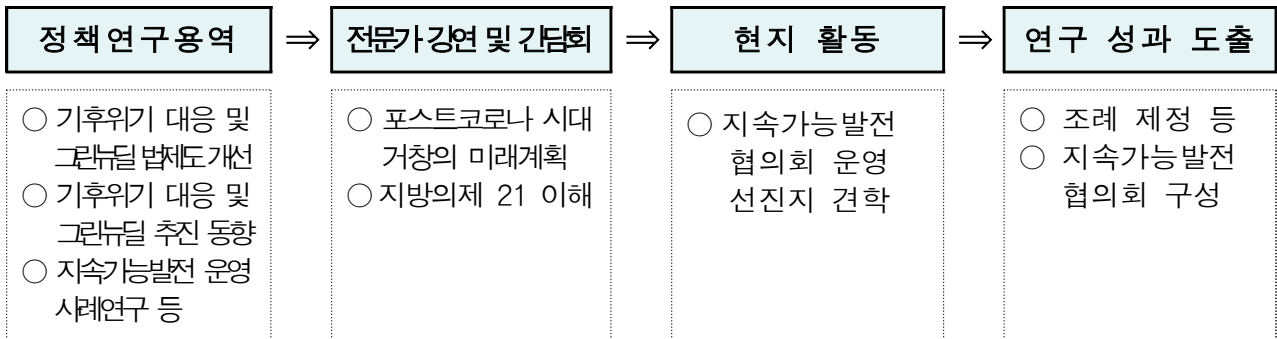 정책연구용역 ⇒ 전문가 강연 및 간담회 ⇒ 현지 활동 ⇒ 연구 성과 도출
○ 기후위기 대응 및
그린뉴딜 법제도 개선
○ 기후위기 대응 및
그린뉴딜 추진 동향
○ 지속가능발전 운영
사례연구 등
○ 포스트코로나 시대
거창의 미래계획
○ 지방의제 21 이해
○ 지속가능발전
협의회 운영
선진지 견학
○ 조례 제정 등
○ 지속가능발전
협의회 구성